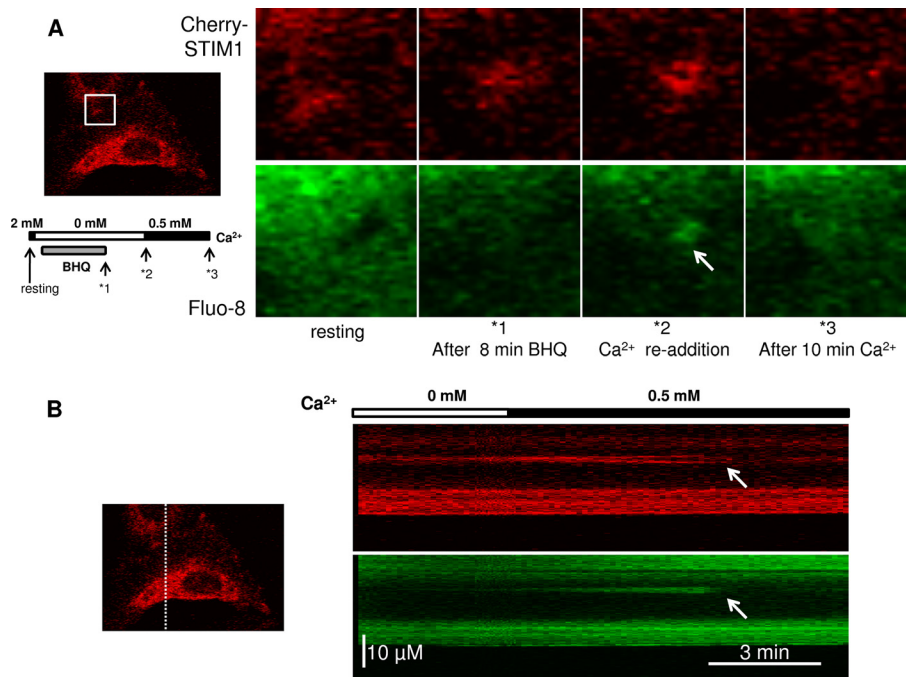 A
Cherry-
STIM1
2 mM 0 mM 0.5 mM
Ca²⁺
BHQ
resting
*1
*2
*3
Fluo-8
resting
*1
After 8 min BHQ
*2
Ca²⁺ re-addition
*3
After 10 min Ca²⁺
B
Ca²⁺
0 mM 0.5 mM
10 µM
3 min